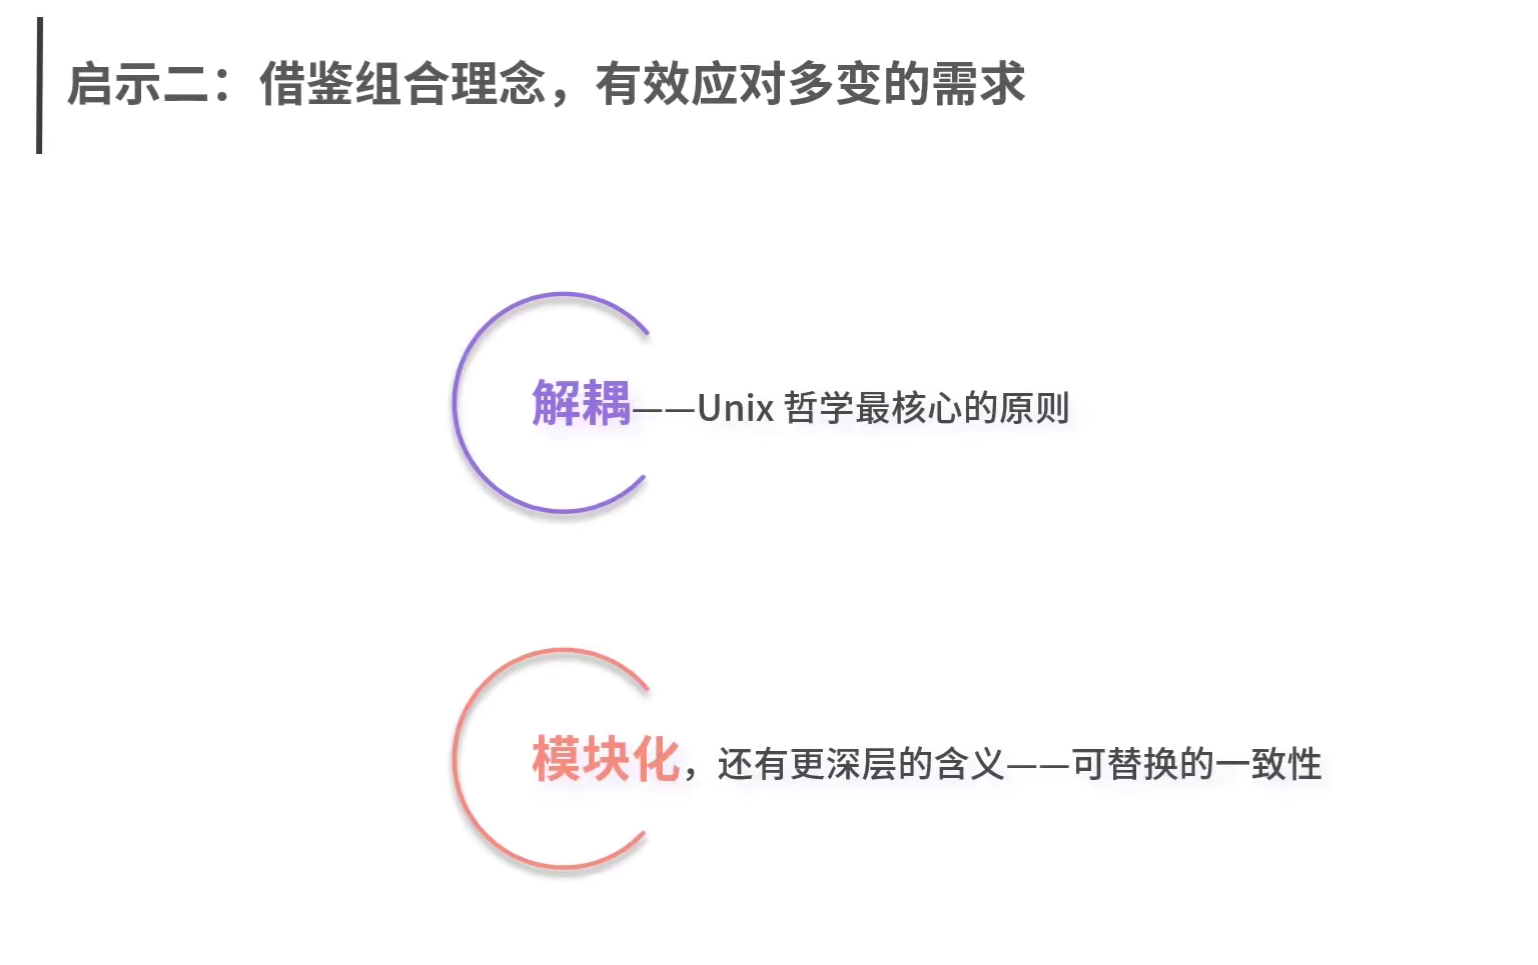 启示二：借鉴组合理念，有效应对多变的需求
解耦——Unix 哲学最核心的原则
模块化，还有更深层的含义——可替换的一致性